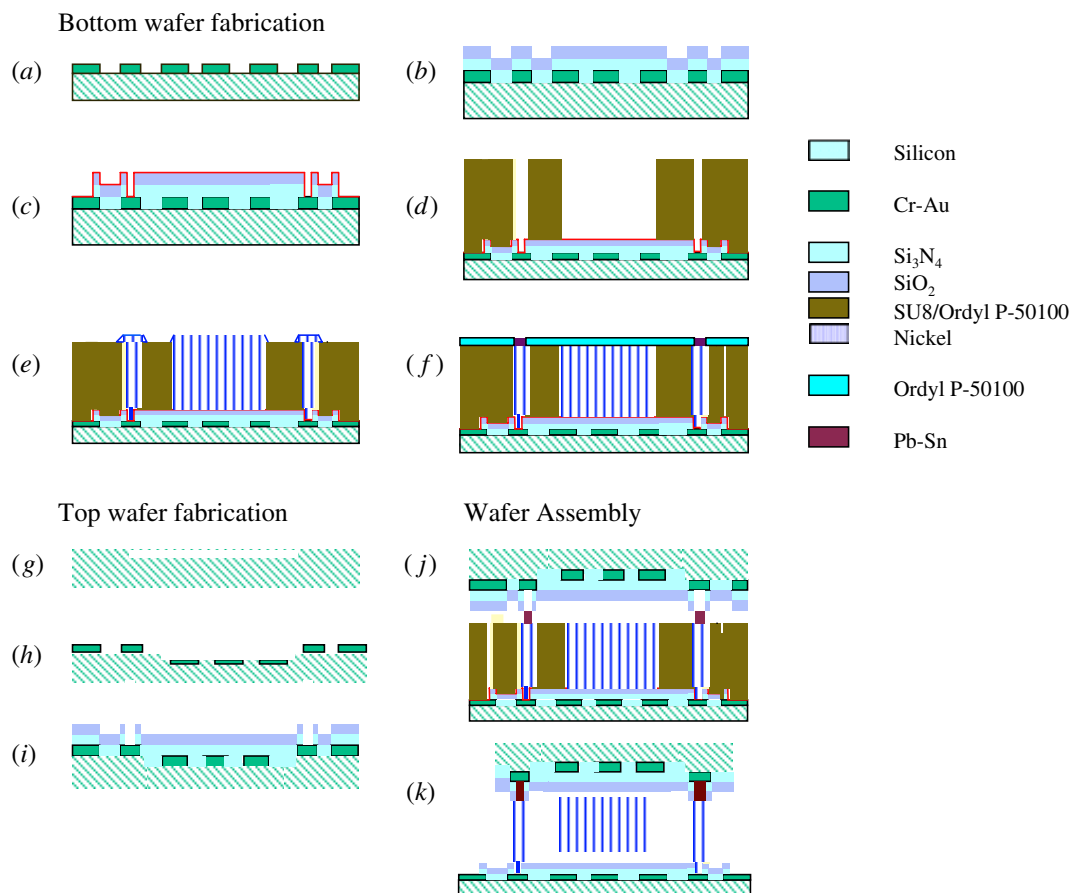 Bottom wafer fabrication
(a)
(b)
(c)
(d)
(e)
(f)
Silicon
Cr-Au
Si3N4
SiO2
SU8/Ordyl P-50100
Nickel
Ordyl P-50100
Pb-Sn
Top wafer fabrication
Wafer Assembly
(g)
(h)
(i)
(j)
(k)